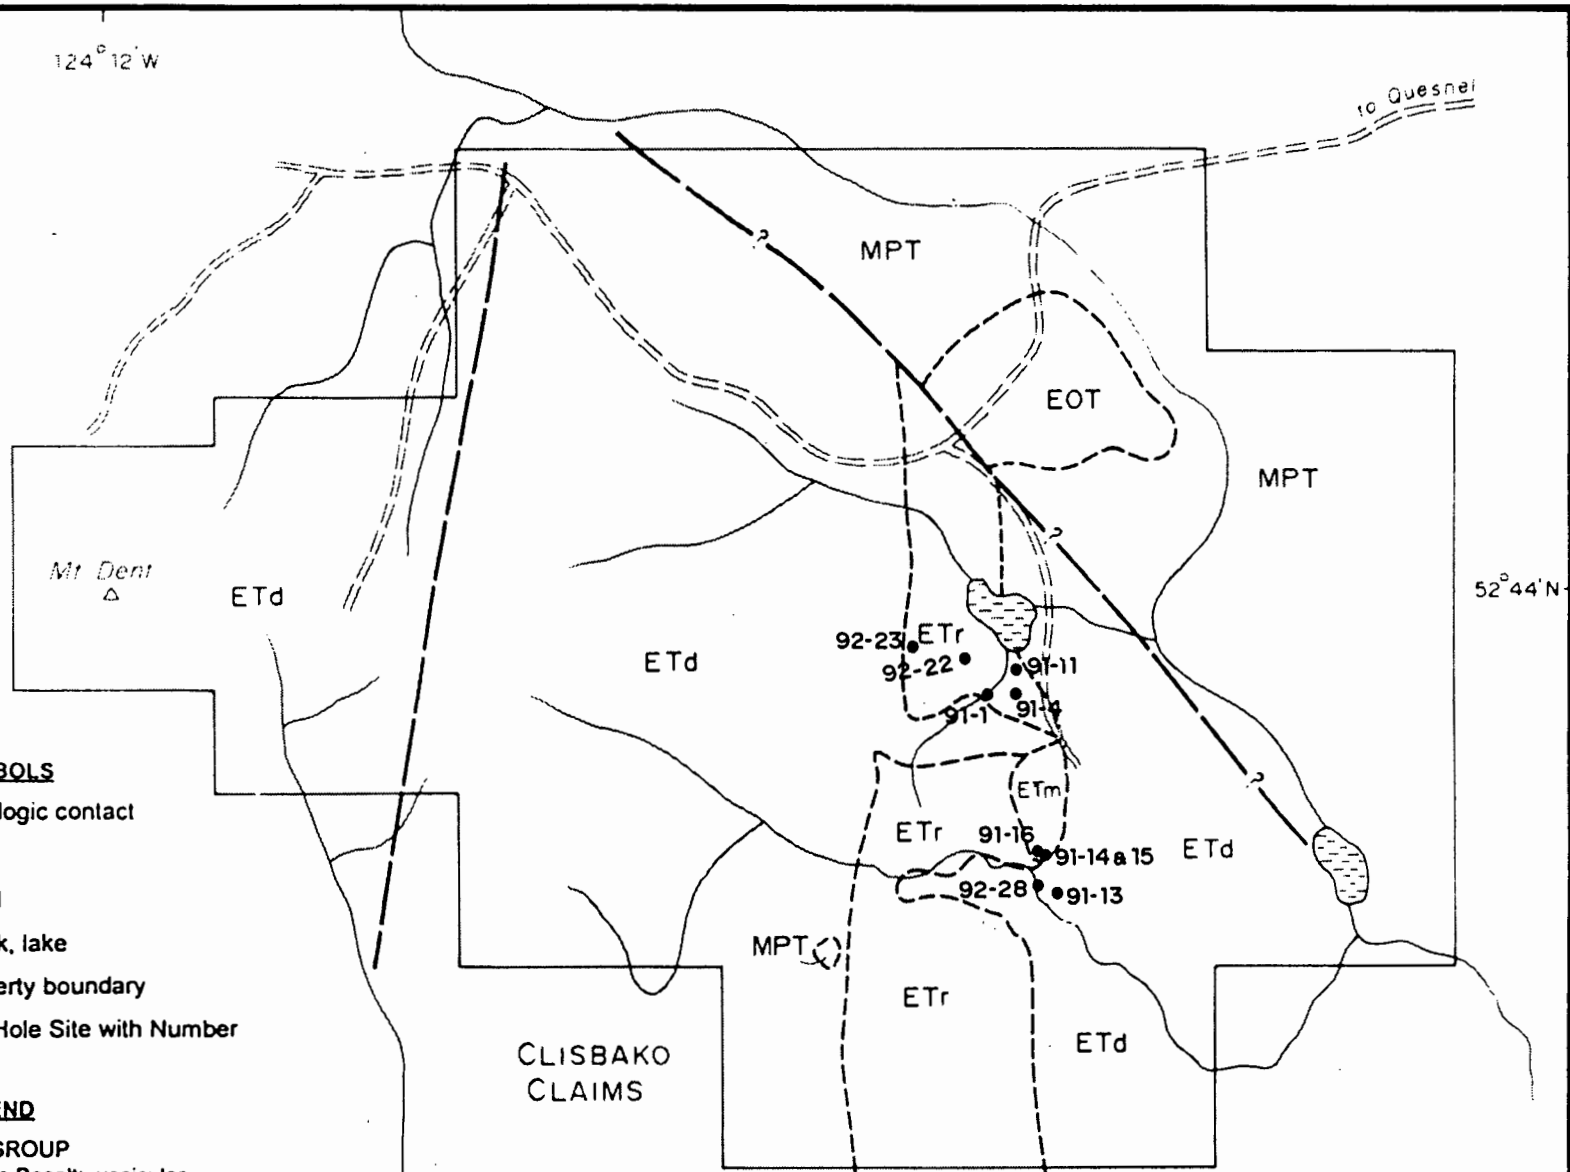 124°12'W
to Quesnel
MPT
EOT
MPT
Mt Dent
52°44'N
ETd
ETr
92-23
92-22
ETd
91-11
91-1
91-4
BOLS
ETm
logic contact
ETr
91-16
ETd
91-14 & 15
92-28
91-13
k, lake
MPT
erty boundary
ETr
Hole Site with Number
ETd
CLISBAKO
CLAIMS
END
GROUP